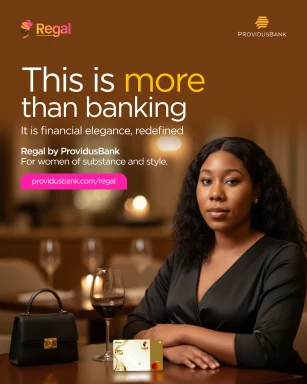 Regal
PROVIDUSBANK
This is more
than banking
It is financial elegance, redefined
Regal by ProvidusBank
For women of substance and style.
providusbank.com/regal
Regal